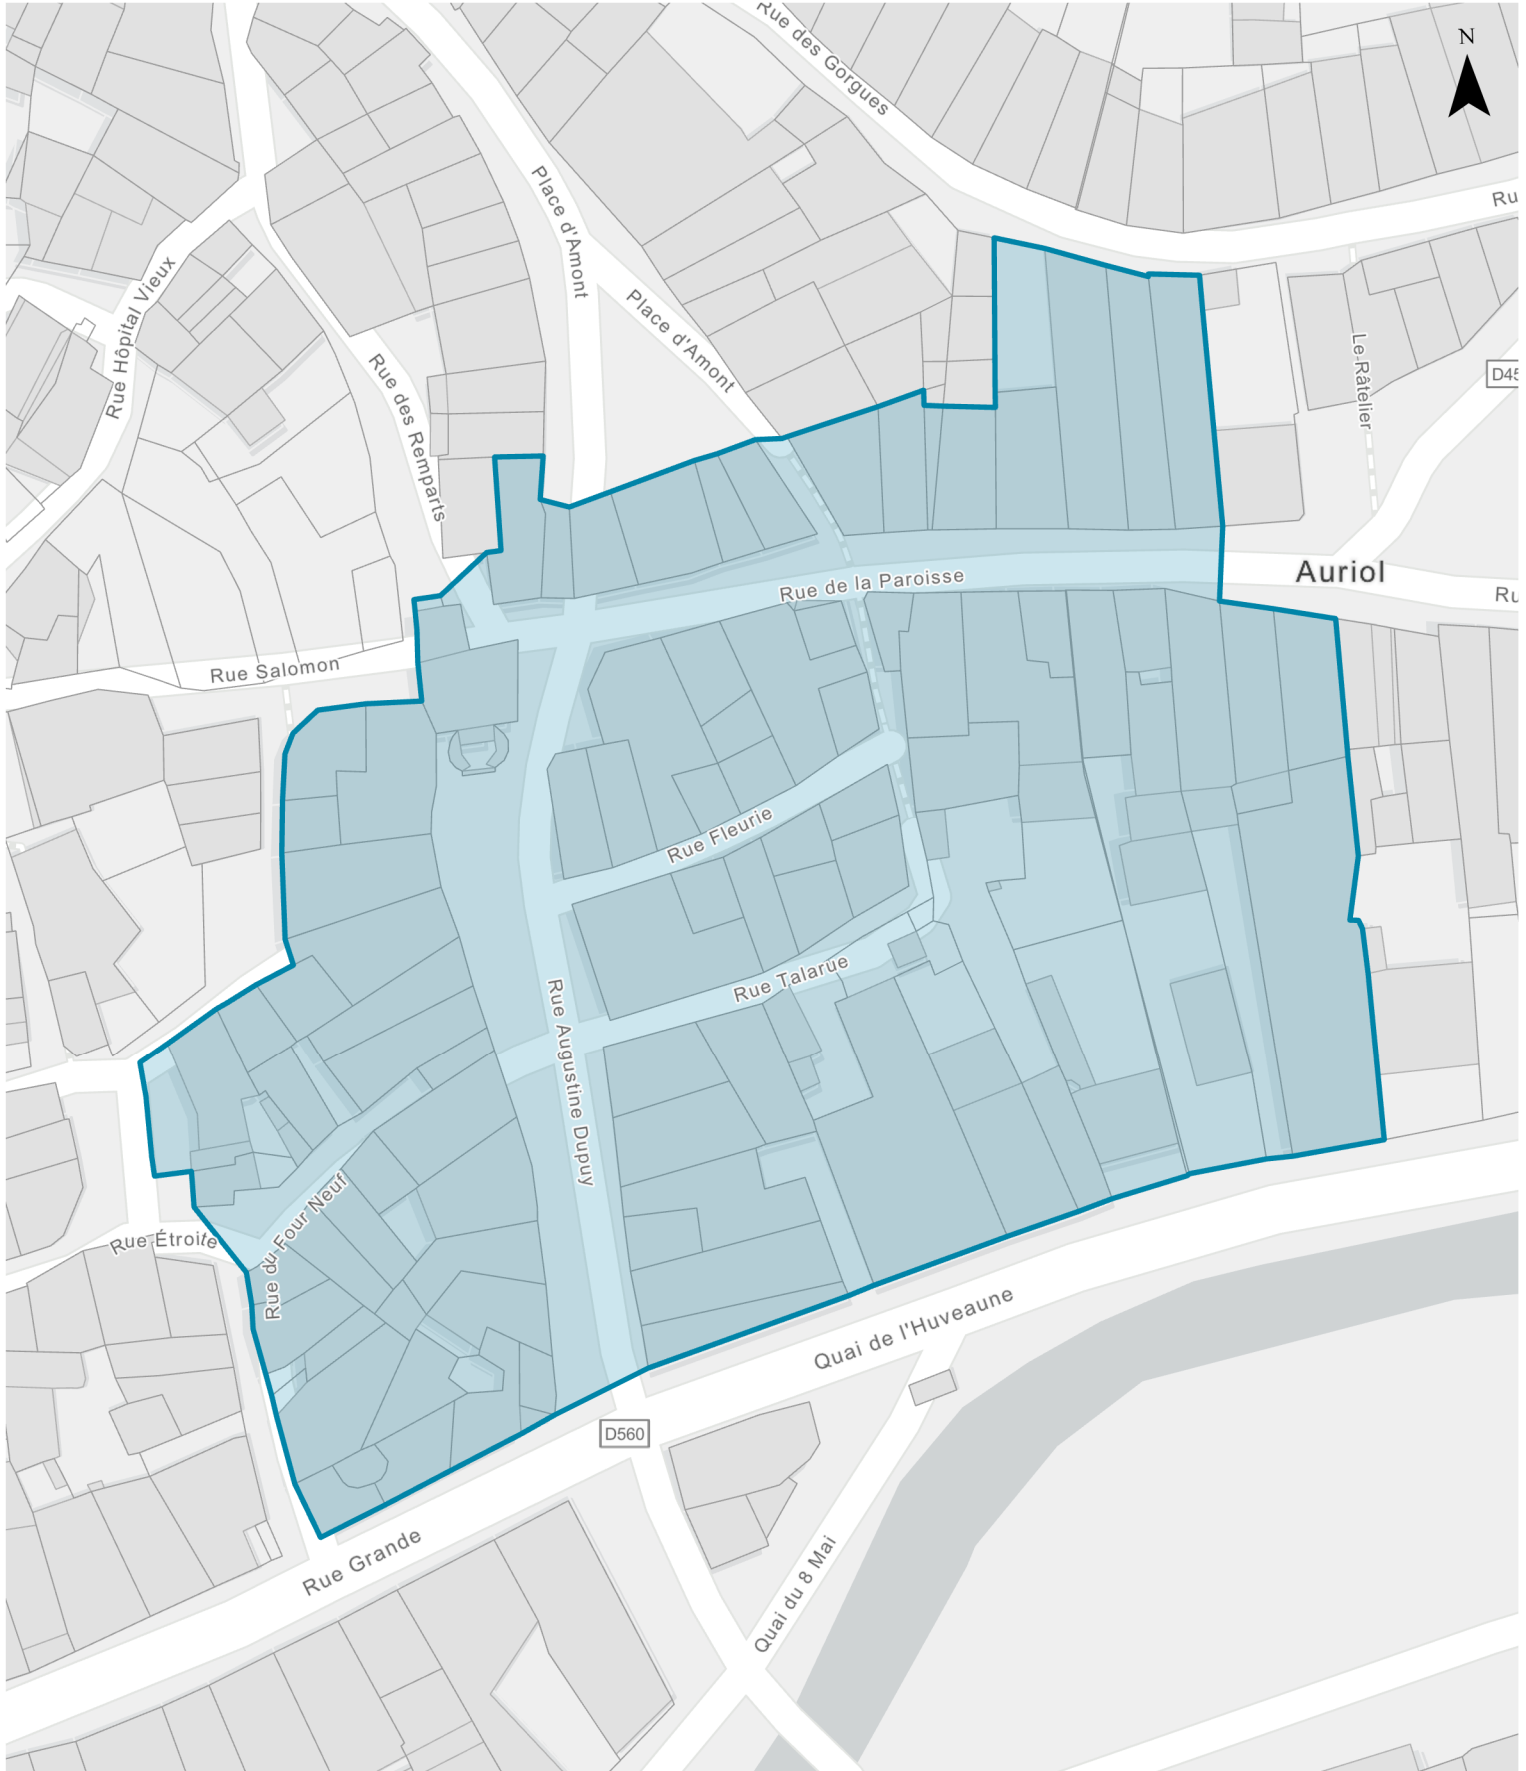 Rue des Gorgues
N
Place d'Amont
Ru
Rue Hôpital Vieux
Place d'Amont
Le Râtelier
Rue des Remparts
D45
Auriol
Rue de la Paroisse
Ru
Rue Salomon
Rue Fleurie
Rue Talarue
Rue Augustine Dupuy
Rue du Four Neuf
Rue Étroite
Quai de l'Huveaune
D560
Rue Grande
Quai du 8 Mai